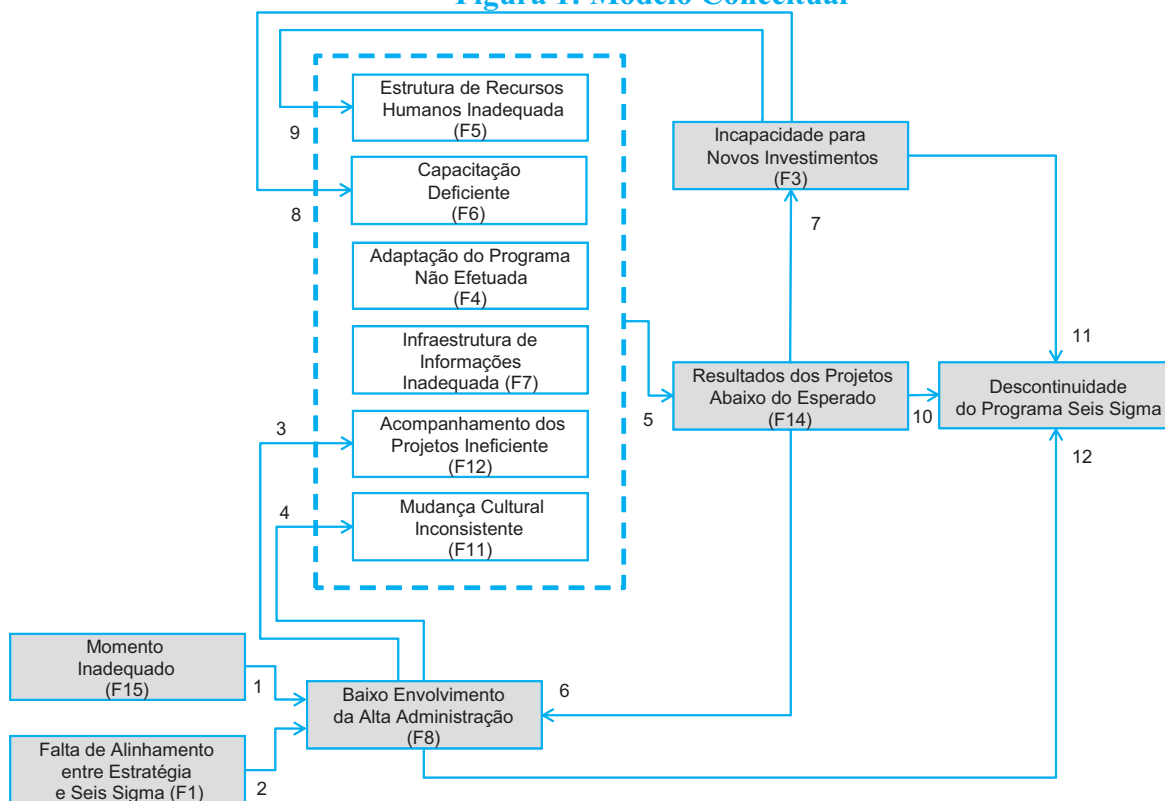 Figura 1: Modelo Conceitual
Estrutura de Recursos
Humanos Inadequada
(F5)
9
Capacitação
Deficiente
(F6)
8
Adaptação do Programa
Não Efetuada
(F4)
Infraestrutura de
Informações
Inadequada (F7)
3
Acompanhamento dos
Projetos Ineficiente
(F12)
4
Mudança Cultural
Inconsistente
(F11)
5
Incapacidade para
Novos Investimentos
(F3)
7
11
Resultados dos Projetos
Abaixo do Esperado
(F14)
10
Descontinuidade
do Programa Seis Sigma
12
Momento
Inadequado
(F15)
1
6
Baixo Envolvimento
da Alta Administração
(F8)
Falta de Alinhamento
entre Estratégia
e Seis Sigma (F1)
2